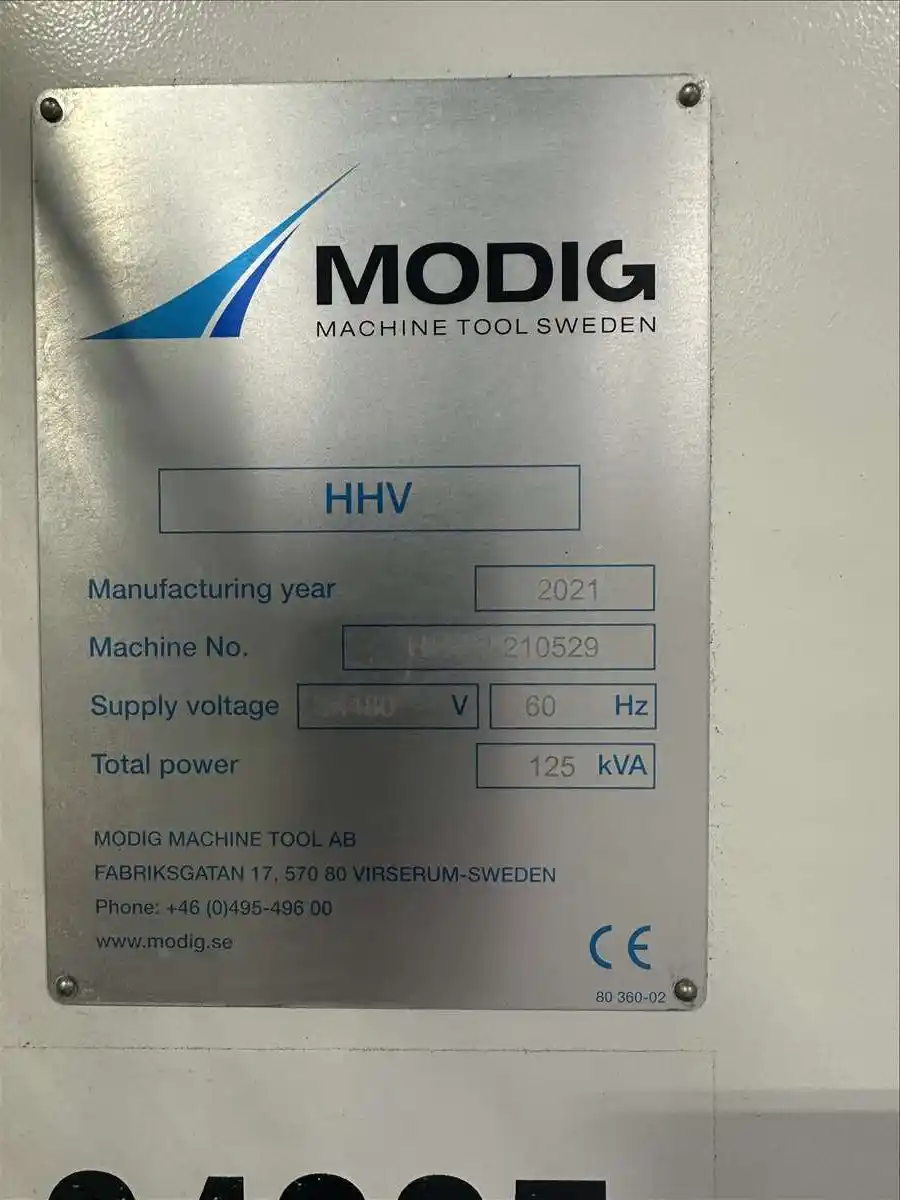 MODIG
MACHINE TOOL SWEDEN
HHV
Manufacturing year 2021
Machine No. 210529
Supply voltage V 60 Hz
Total power 125 kVA
MODIG MACHINE TOOL AB
FABRIKSGATAN 17, 570 80 VIRSERUM-SWEDEN
Phone: +46 (0)495-496 00
www.modig.se
CE
80 360-02